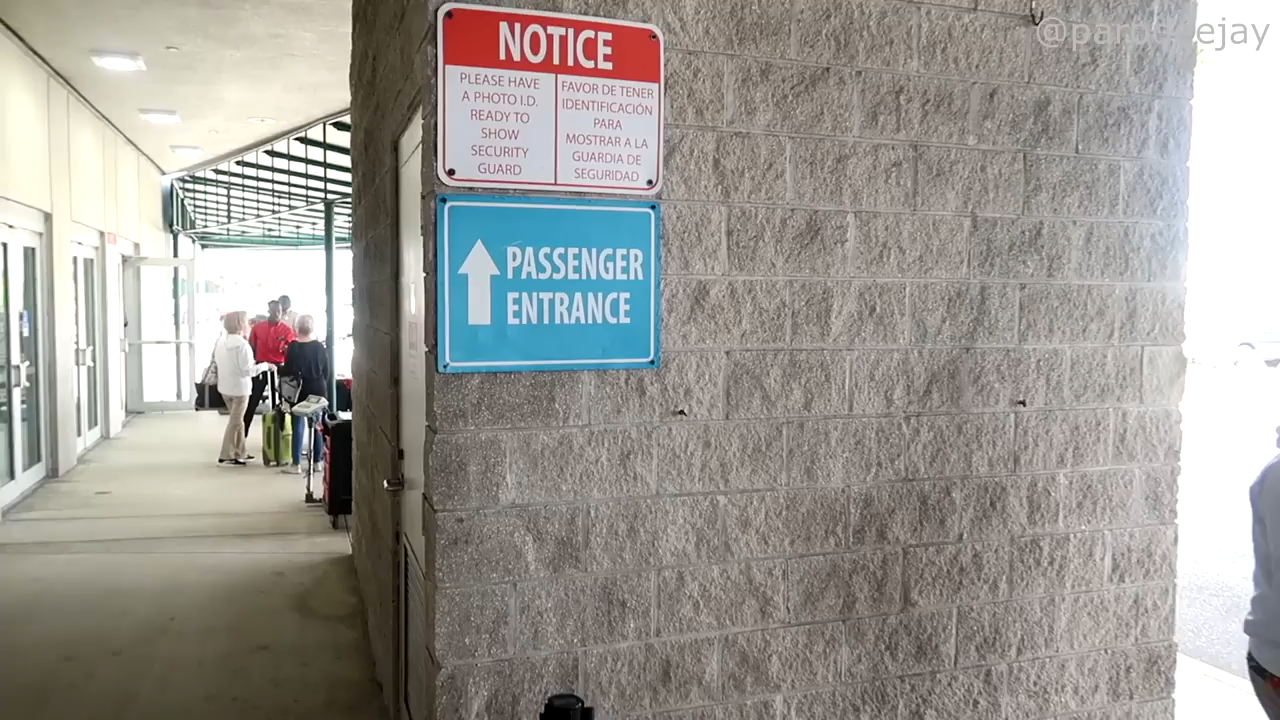 NOTICE
PLEASE HAVE
A PHOTO I.D.
READY TO
SHOW
SECURITY
GUARD
FAVOR DE TENER
IDENTIFICACIÓN
PARA
MOSTRAR A LA
GUARDIA DE
SEGURIDAD
PASSENGER
ENTRANCE